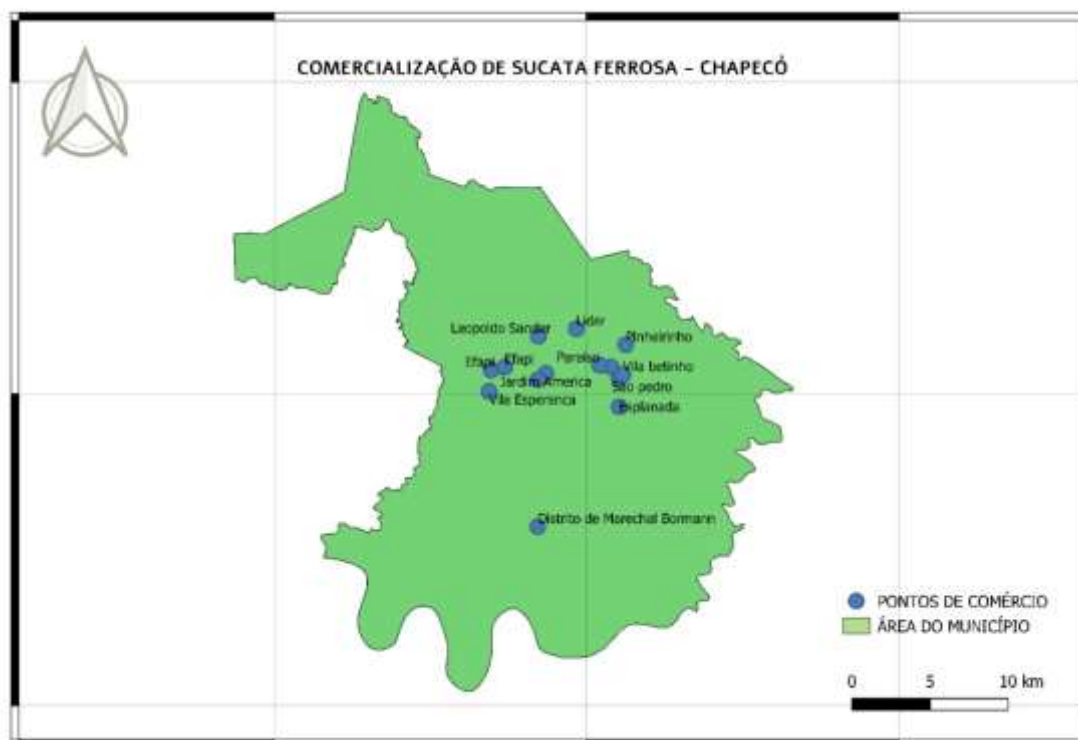 COMERCIALIZAÇÃO DE SUCATA FERROSA – CHAPECÓ
Lider
Leopoldo Sander
Pinheirinho
Efapi
Efapi
Paraiso
Vila betinho
Jardim America
São pedro
Vila Esperanca
Esplanada
Distrito de Marechal Bormann
PONTOS DE COMÉRCIO
ÁREA DO MUNICÍPIO
0 5 10 km